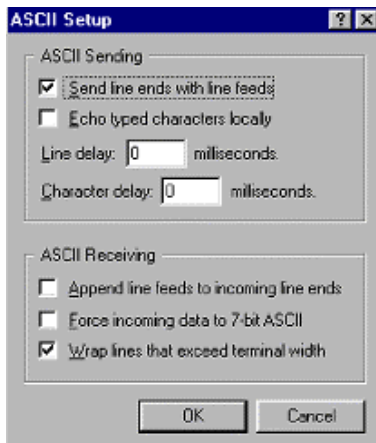 ASCII Setup
ASCII Sending
Send line ends with line feeds
Echo typed characters locally
Line delay: 0 milliseconds.
Character delay: 0 milliseconds.
ASCII Receiving
Append line feeds to incoming line ends
Force incoming data to 7-bit ASCII
Wrap lines that exceed terminal width
OK Cancel